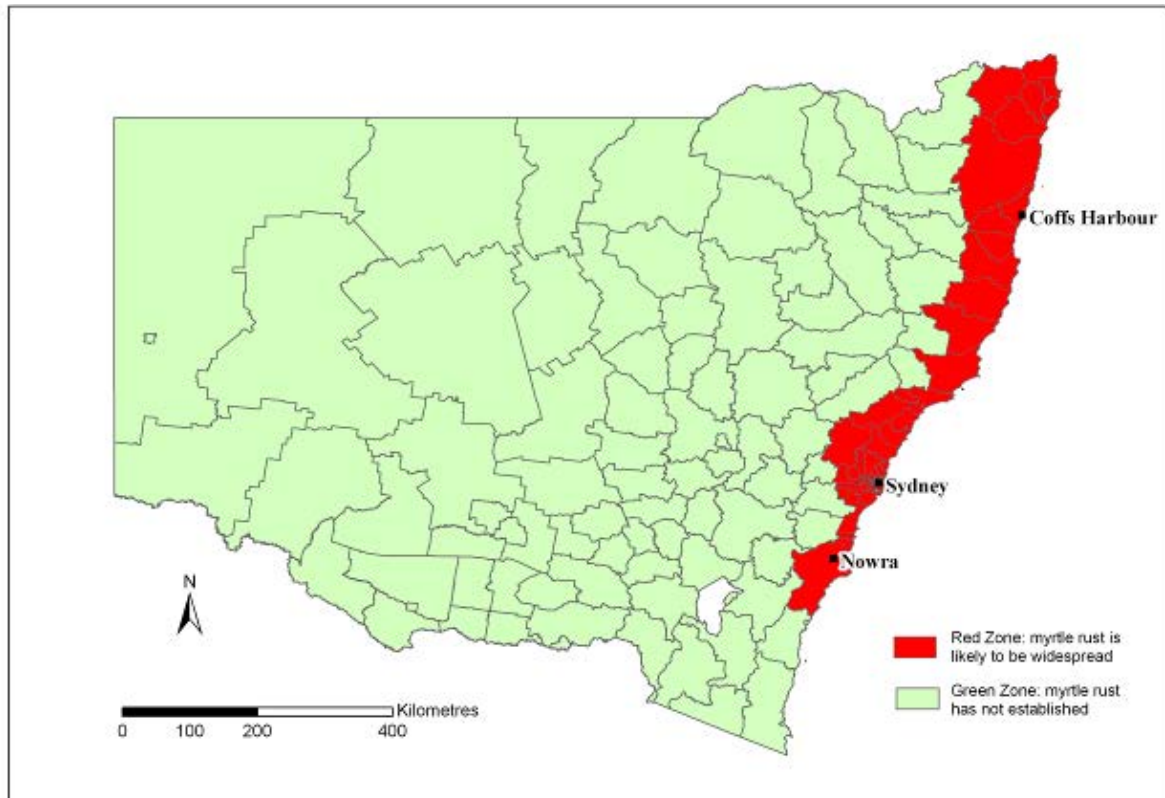 Coffs Harbour
Sydney
Nowra
N
Red Zone: myrtle rust is
likely to be widespread
Green Zone: myrtle rust
has not established
Kilometres
0 100 200 400